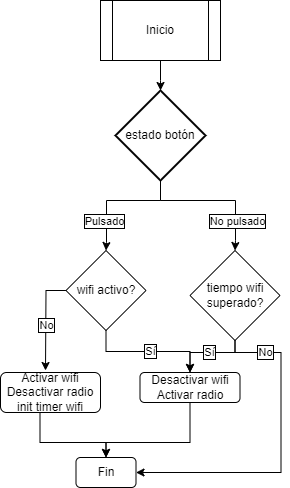 Inicio
estado botón
Pulsado
No pulsado
wifi activo?
tiempo wifi
superado?
No
Sí
Sí
No
Activar wifi
Desactivar radio
init timer wifi
Desactivar wifi
Activar radio
Fin